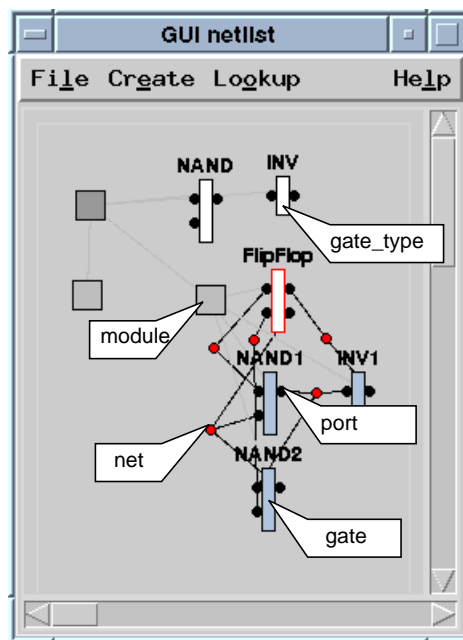 GUI netlist
File Create Lookup Help
NAND INV
gate_type
FlipFlop
module
NAND1 INV1
port
net
NAND2
gate